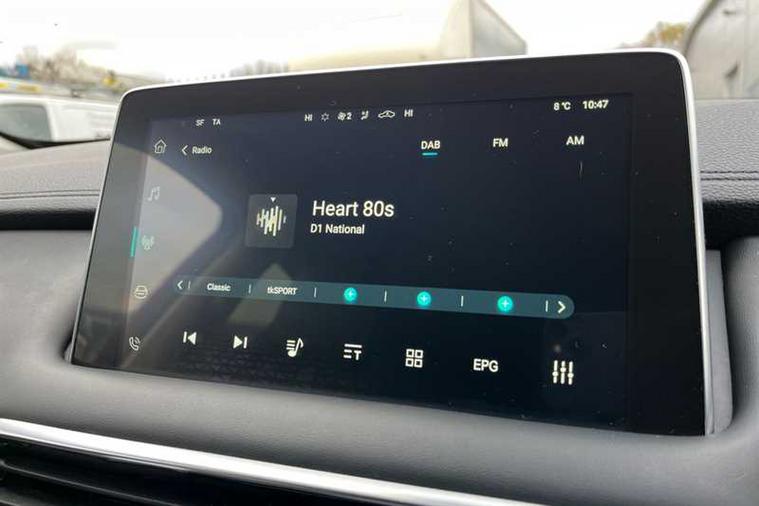 SF TA HI 2 HI 8°C 10:47
Radio DAB FM AM
Heart 80s
D1 National
Classic tkSPORT
EPG